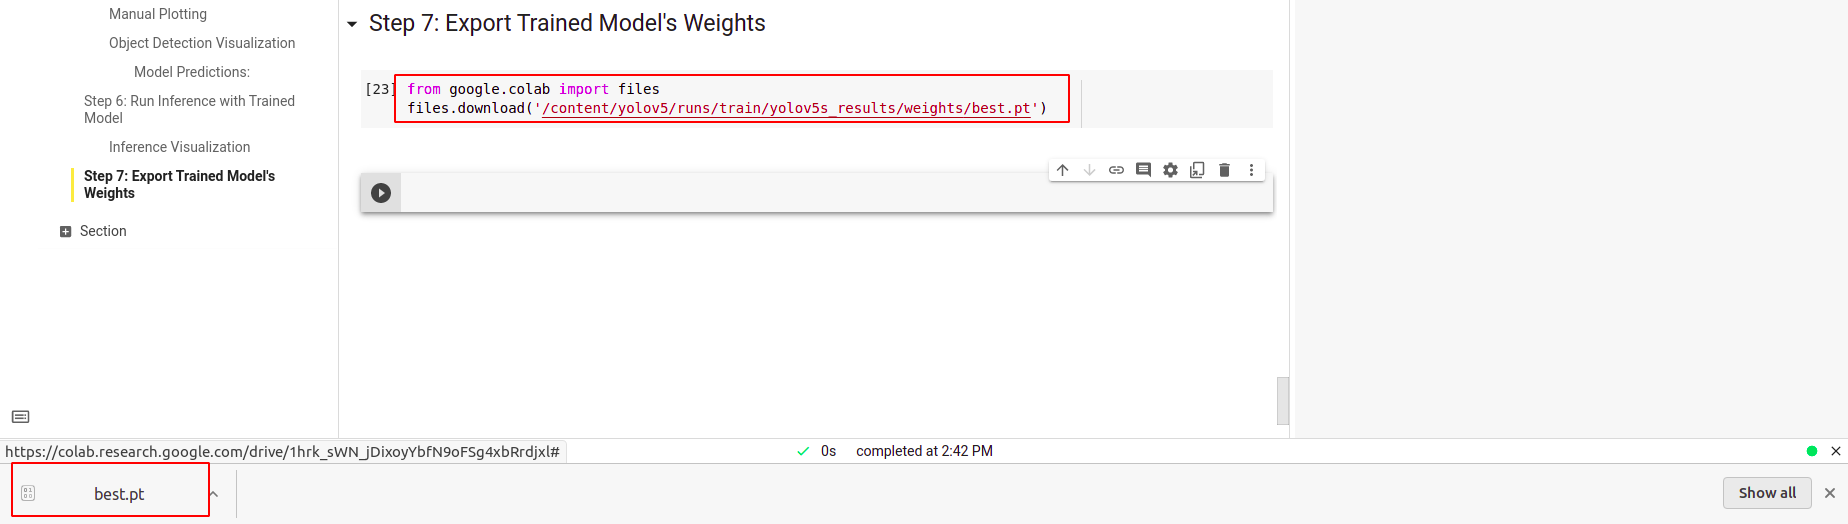 Manual Plotting
Object Detection Visualization
Model Predictions:
Step 6: Run Inference with Trained
Model
Inference Visualization
Step 7: Export Trained Model's
Weights
Section
Step 7: Export Trained Model's Weights
[23] from google.colab import files
files.download('/content/yolov5/runs/train/yolov5s_results/weights/best.pt')
https://colab.research.google.com/drive/1hrk_sWN_jDixoyYbfN9oFSg4xbRrdjxl#
0s completed at 2:42 PM
best.pt
Show all